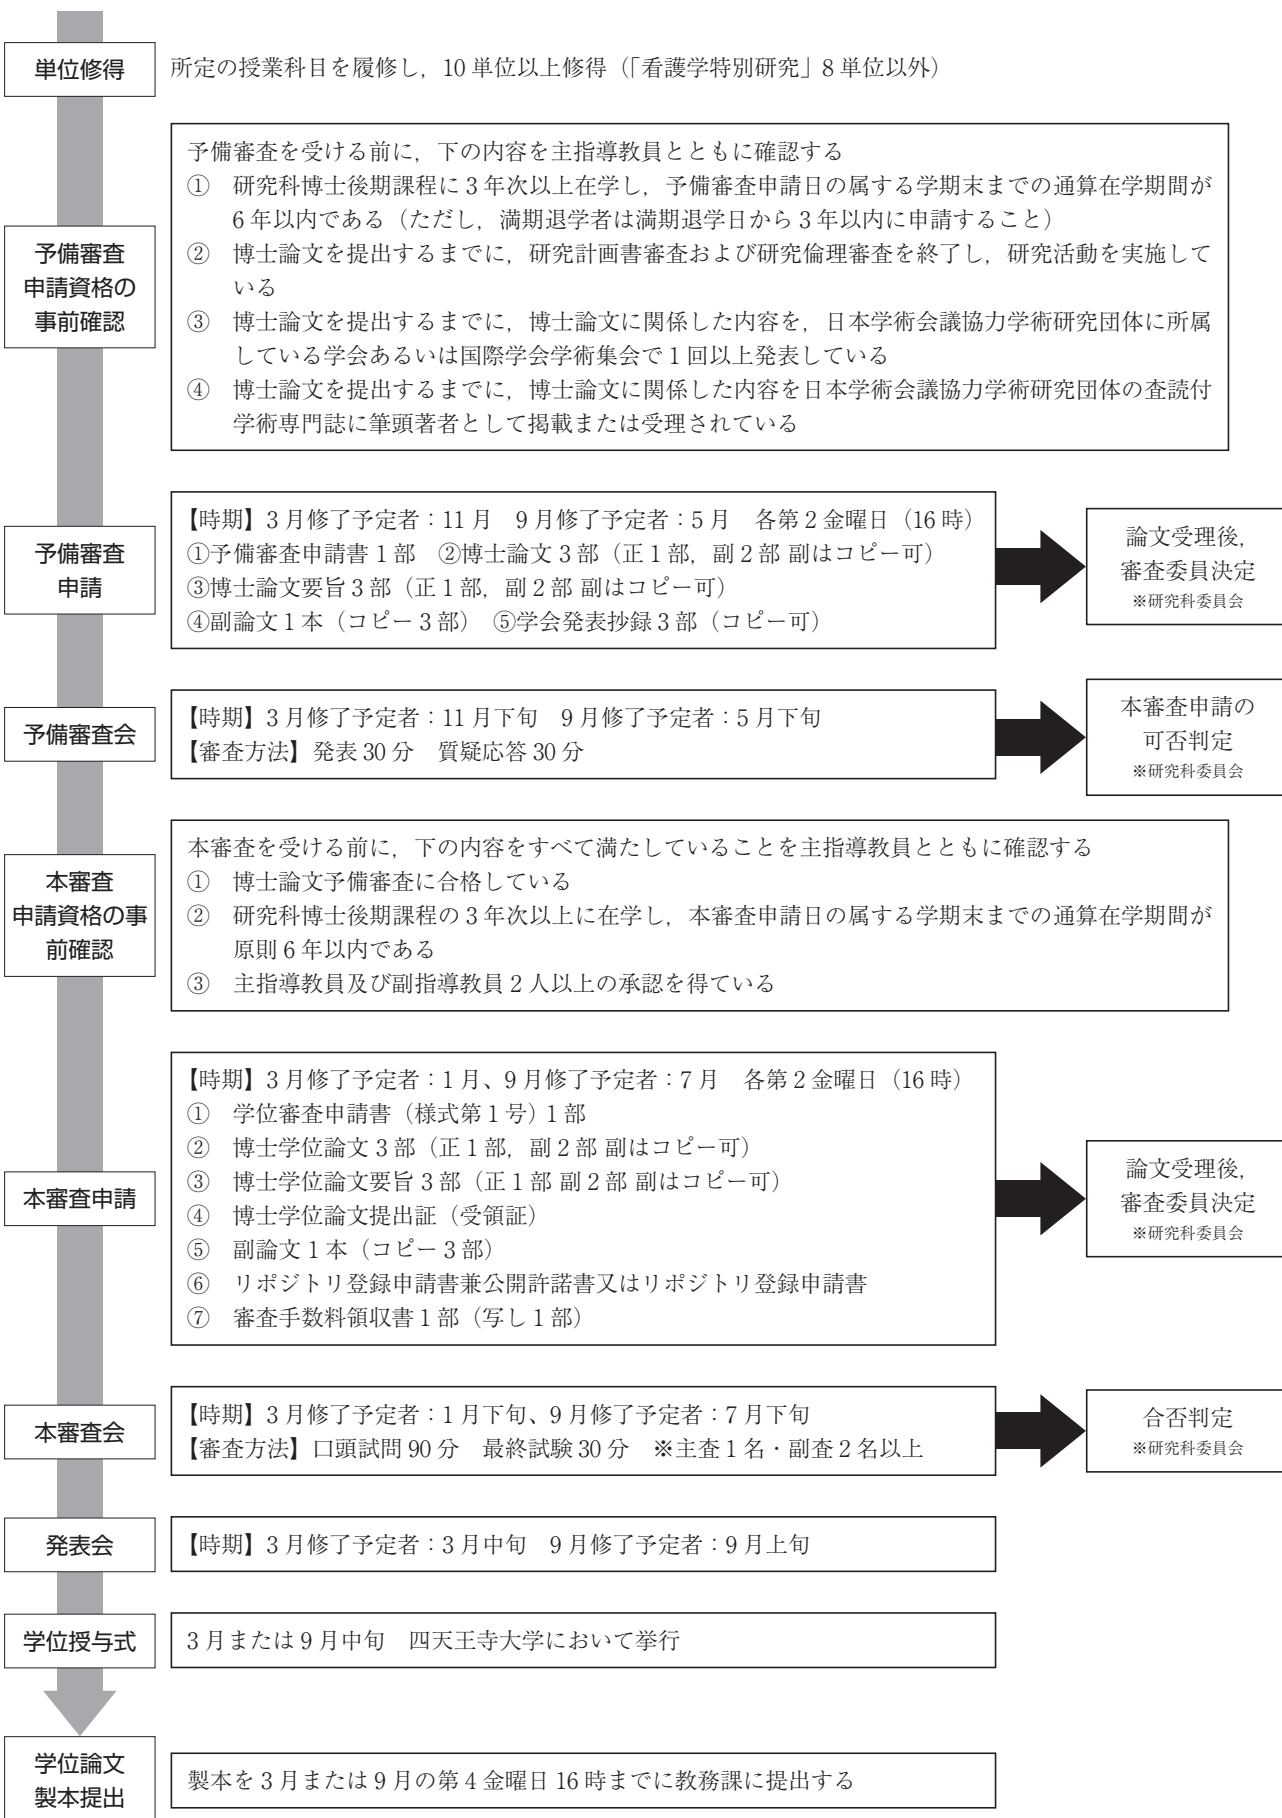 単位修得
所定の授業科目を履修し，10 単位以上修得（「看護学特別研究」8 単位以外）
予備審査
申請資格の
事前確認
予備審査を受ける前に，下の内容を主指導教員とともに確認する
① 研究科博士後期課程に 3 年次以上在学し，予備審査申請日の属する学期末までの通算在学期間が
6 年以内である（ただし，満期退学者は満期退学日から 3 年以内に申請すること）
② 博士論文を提出するまでに，研究計画書審査および研究倫理審査を終了し，研究活動を実施して
いる
③ 博士論文を提出するまでに，博士論文に関係した内容を，日本学術会議協力学術研究団体に所属
している学会あるいは国際学会学術集会で 1 回以上発表している
④ 博士論文を提出するまでに，博士論文に関係した内容を日本学術会議協力学術研究団体の査読付
学術専門誌に筆頭著者として掲載または受理されている
予備審査
申請
【時期】3 月修了予定者：11 月 9 月修了予定者：5 月 各第 2 金曜日（16 時）
①予備審査申請書 1 部 ②博士論文 3 部（正 1 部，副 2 部 副はコピー可）
③博士論文要旨 3 部（正 1 部，副 2 部 副はコピー可）
④副論文 1 本（コピー 3 部） ⑤学会発表抄録 3 部（コピー可）
論文受理後，
審査委員決定
※研究科委員会
予備審査会
【時期】3 月修了予定者：11 月下旬 9 月修了予定者：5 月下旬
【審査方法】発表 30 分 質疑応答 30 分
本審査申請の
可否判定
※研究科委員会
本審査
申請資格の事
前確認
本審査を受ける前に，下の内容をすべて満たしていることを主指導教員とともに確認する
① 博士論文予備審査に合格している
② 研究科博士後期課程の 3 年次以上に在学し，本審査申請日の属する学期末までの通算在学期間が
原則 6 年以内である
③ 主指導教員及び副指導教員 2 人以上の承認を得ている
本審査申請
【時期】3 月修了予定者：1 月、9 月修了予定者：7 月 各第 2 金曜日（16 時）
① 学位審査申請書（様式第 1 号）1 部
② 博士学位論文 3 部（正 1 部，副 2 部 副はコピー可）
③ 博士学位論文要旨 3 部（正 1 部 副 2 部 副はコピー可）
④ 博士学位論文提出証（受領証）
⑤ 副論文 1 本（コピー 3 部）
⑥ リポジトリ登録申請書兼公開許諾書又はリポジトリ登録申請書
⑦ 審査手数料領収書 1 部（写し 1 部）
論文受理後，
審査委員決定
※研究科委員会
本審査会
【時期】3 月修了予定者：1 月下旬、9 月修了予定者：7 月下旬
【審査方法】口頭試問 90 分 最終試験 30 分 ※主査 1 名・副査 2 名以上
合否判定
※研究科委員会
発表会
【時期】3 月修了予定者：3 月中旬 9 月修了予定者：9 月上旬
学位授与式
3 月または 9 月中旬 四天王寺大学において挙行
学位論文
製本提出
製本を 3 月または 9 月の第 4 金曜日 16 時までに教務課に提出する